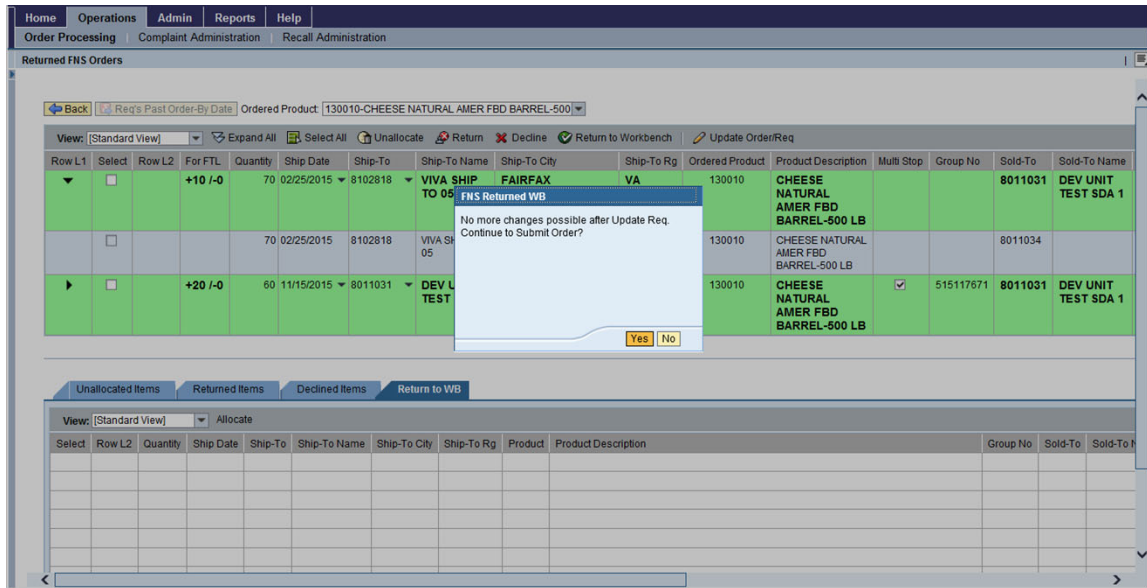 Home Operations Admin Reports Help
Order Processing Complaint Administration Recall Administration
Returned FNS Orders
Back Req's Past Order-By Date Ordered Product: 130010-CHEESE NATURAL AMER FBD BARREL-500
View: [Standard View] Expand All Select All Unallocate Return Decline Return to Workbench Update Order/Req
Row L1 Select Row L2 For FTL Quantity Ship Date Ship-To Ship-To Name Ship-To City Ship-To Rg Ordered Product Product Description Multi Stop Group No Sold-To Sold-To Name
+10 /-0 70 02/25/2015 8102818 VIVA SHIP FAIRFAX VA 130010 CHEESE 8011031 DEV UNIT
TO 05 NATURAL TEST SDA 1
AMER FBD
BARREL-500 LB
FNS Returned WB
No more changes possible after Update Req.
Continue to Submit Order?
Yes No
70 02/25/2015 8102818 VIVA 130010 CHEESE NATURAL 8011034
05 AMER FBD
BARREL-500 LB
+20 /-0 60 11/15/2015 8011031 DEV 130010 CHEESE 515117671 8011031 DEV UNIT
TEST NATURAL TEST SDA 1
AMER FBD
BARREL-500 LB
Unallocated Items Returned Items Declined Items Return to WB
View: [Standard View] Allocate
Select Row L2 Quantity Ship Date Ship-To Ship-To Name Ship-To City Ship-To Rg Product Product Description Group No Sold-To Sold-To